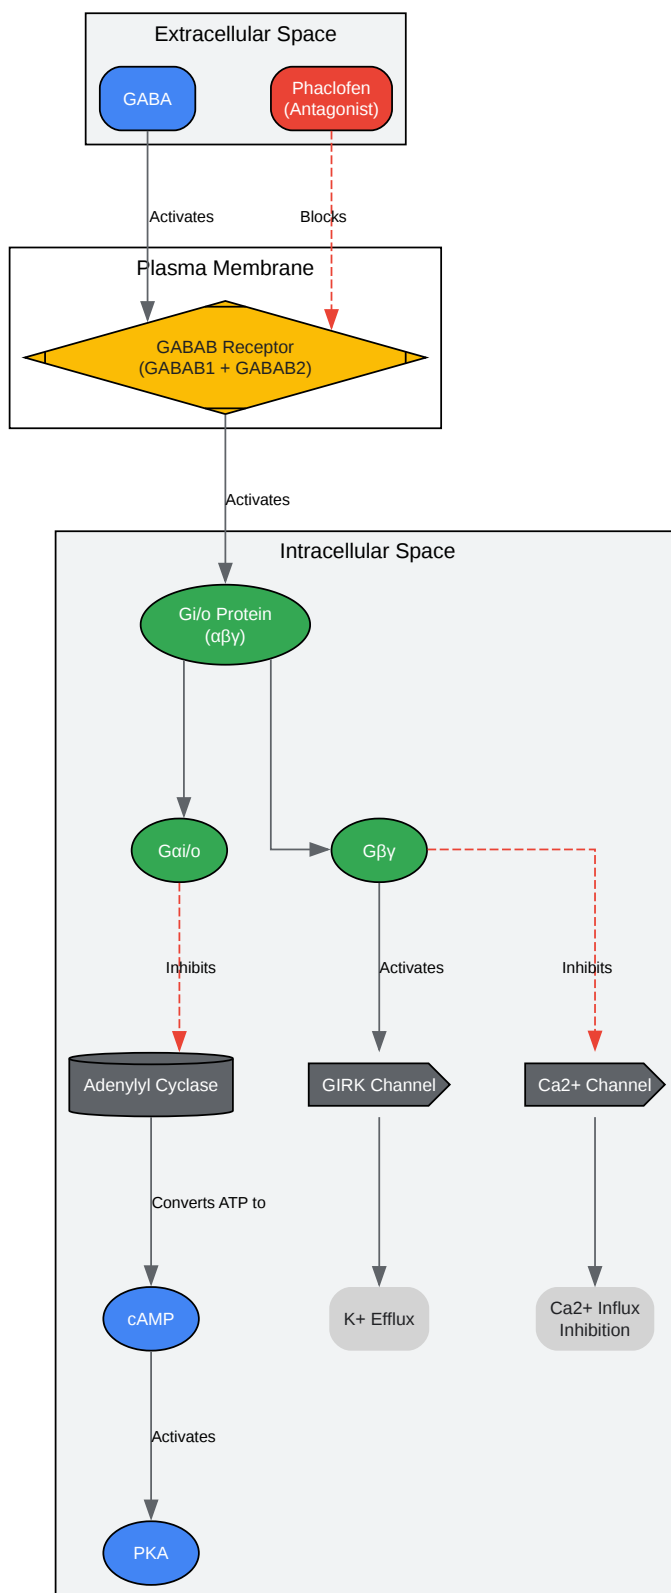 Extracellular Space
GABA
Phaclofen
(Antagonist)
Activates
Blocks
Plasma Membrane
GABAB Receptor
(GABAB1 + GABAB2)
Activates
Intracellular Space
Gi/o Protein
(αβγ)
Gαi/o
Gβγ
Inhibits
Activates
Inhibits
Adenylyl Cyclase
GIRK Channel
Ca2+ Channel
Converts ATP to
cAMP
K+ Efflux
Ca2+ Influx
Inhibition
Activates
PKA